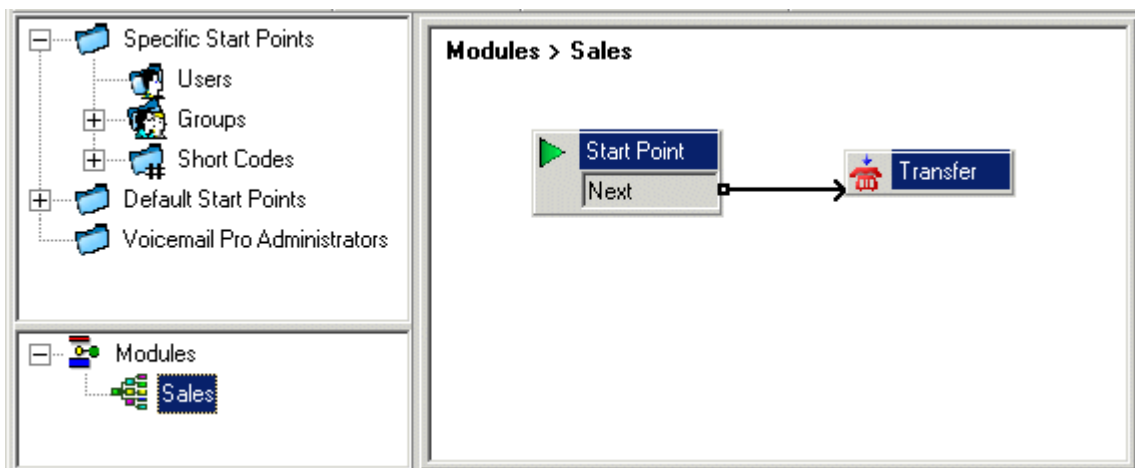 Specific Start Points
Users
Groups
Short Codes
Default Start Points
Voicemail Pro Administrators
Modules
Sales
Modules > Sales
Start Point
Next
Transfer